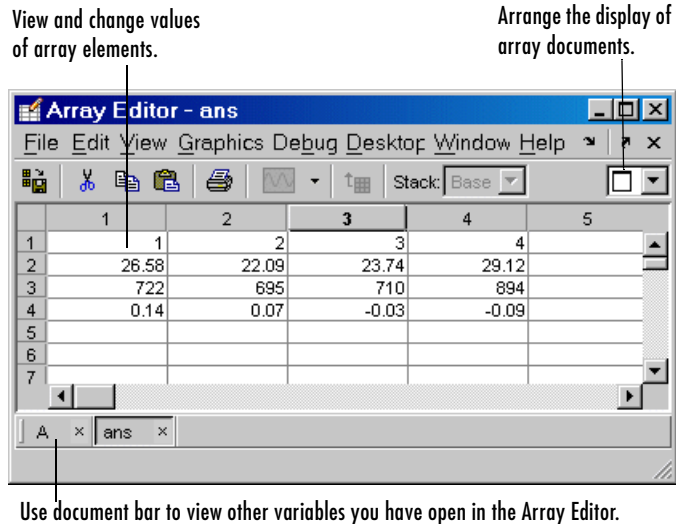 View and change values
of array elements.
Arrange the display of
array documents.
Array Editor - ans
File Edit View Graphics Debug Desktop Window Help
Stack: Base
1 2 3 4 5
1 1 2 3 4
2 26.58 22.09 23.74 29.12
3 722 695 710 894
4 0.14 0.07 -0.03 -0.09
5
6
7
A × ans ×
Use document bar to view other variables you have open in the Array Editor.